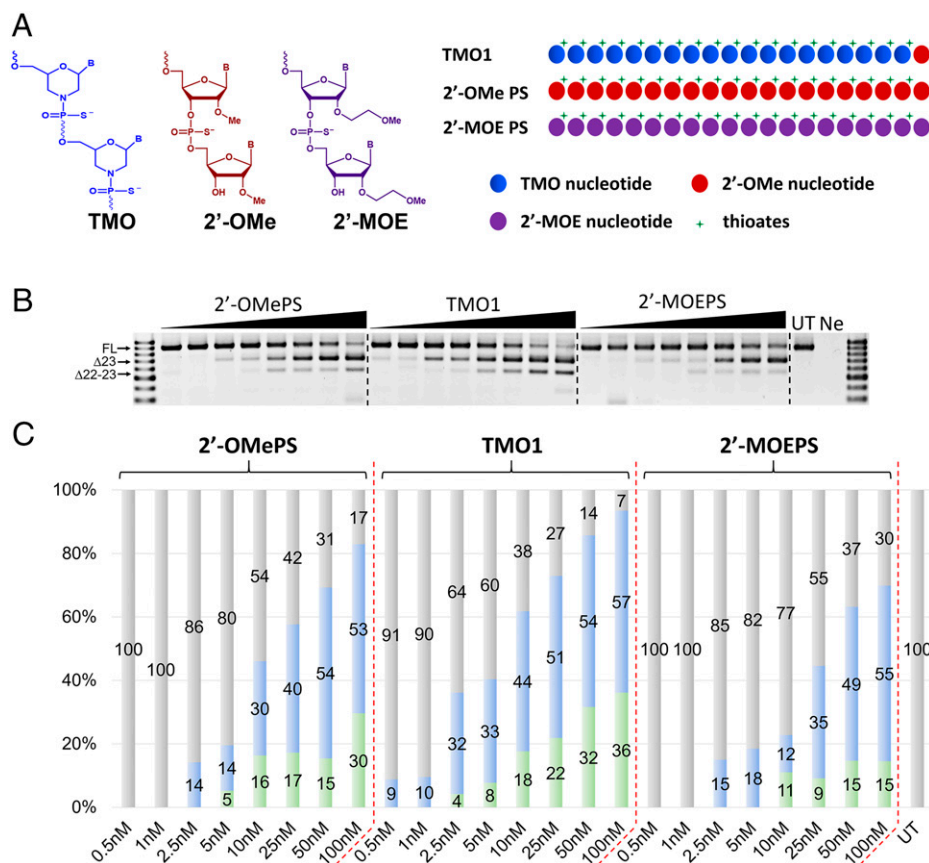 A
B
B
B
B
B
B
O
O
N
O=P-S⁻
O
O
O
N
O=P-S⁻
TMO
O
O
O
O
Me
O=P-S⁻
O
O
OH
O
Me
2'-OMe
O
O
O
O
OMe
O=P-S⁻
O
O
OH
O
OMe
2'-MOE
TMO1
2'-OMe PS
2'-MOE PS
TMO nucleotide
2'-OMe nucleotide
2'-MOE nucleotide
thioates
B
2'-OMePS
TMO1
2'-MOEPS
UT Ne
FL
Δ23
Δ22-23
C
2'-OMePS
TMO1
2'-MOEPS
100%
80%
60%
40%
20%
0%
100
100
86
14
80
14
5
54
30
16
42
40
17
31
54
15
17
53
30
91
9
90
10
64
32
4
60
33
8
38
44
18
27
51
22
14
54
32
7
57
36
100
100
85
15
82
18
77
12
11
55
35
9
37
49
15
30
55
15
100
0.5nM
1nM
2.5nM
5nM
10nM
25nM
50nM
100nM
0.5nM
1nM
2.5nM
5nM
10nM
25nM
50nM
100nM
0.5nM
1nM
2.5nM
5nM
10nM
25nM
50nM
100nM
UT